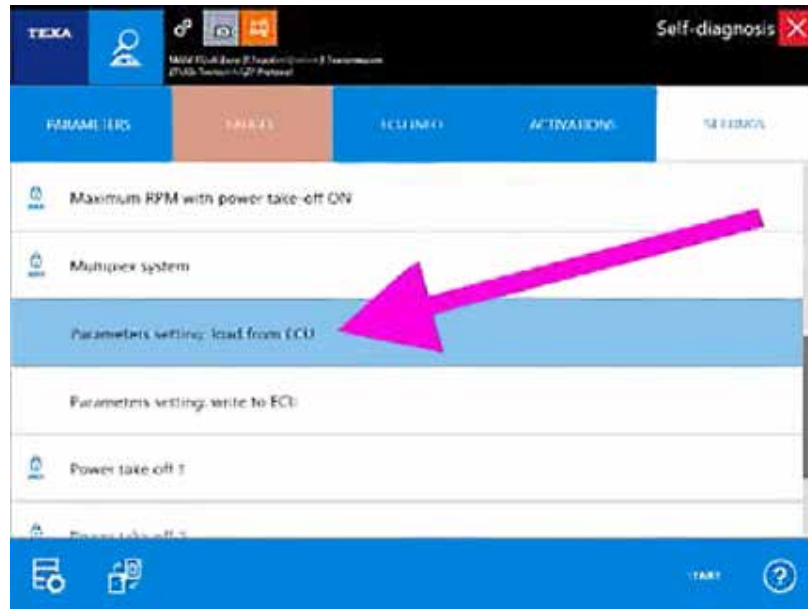 TEXA
Self-diagnosis
PARAMETERS
ECU INFO
ACTIVATIONS
SETTINGS
Maximum RPM with power take-off ON
Multiplex system
Parameters setting: load from ECU
Parameters setting: write to ECU
Power take off 1
START